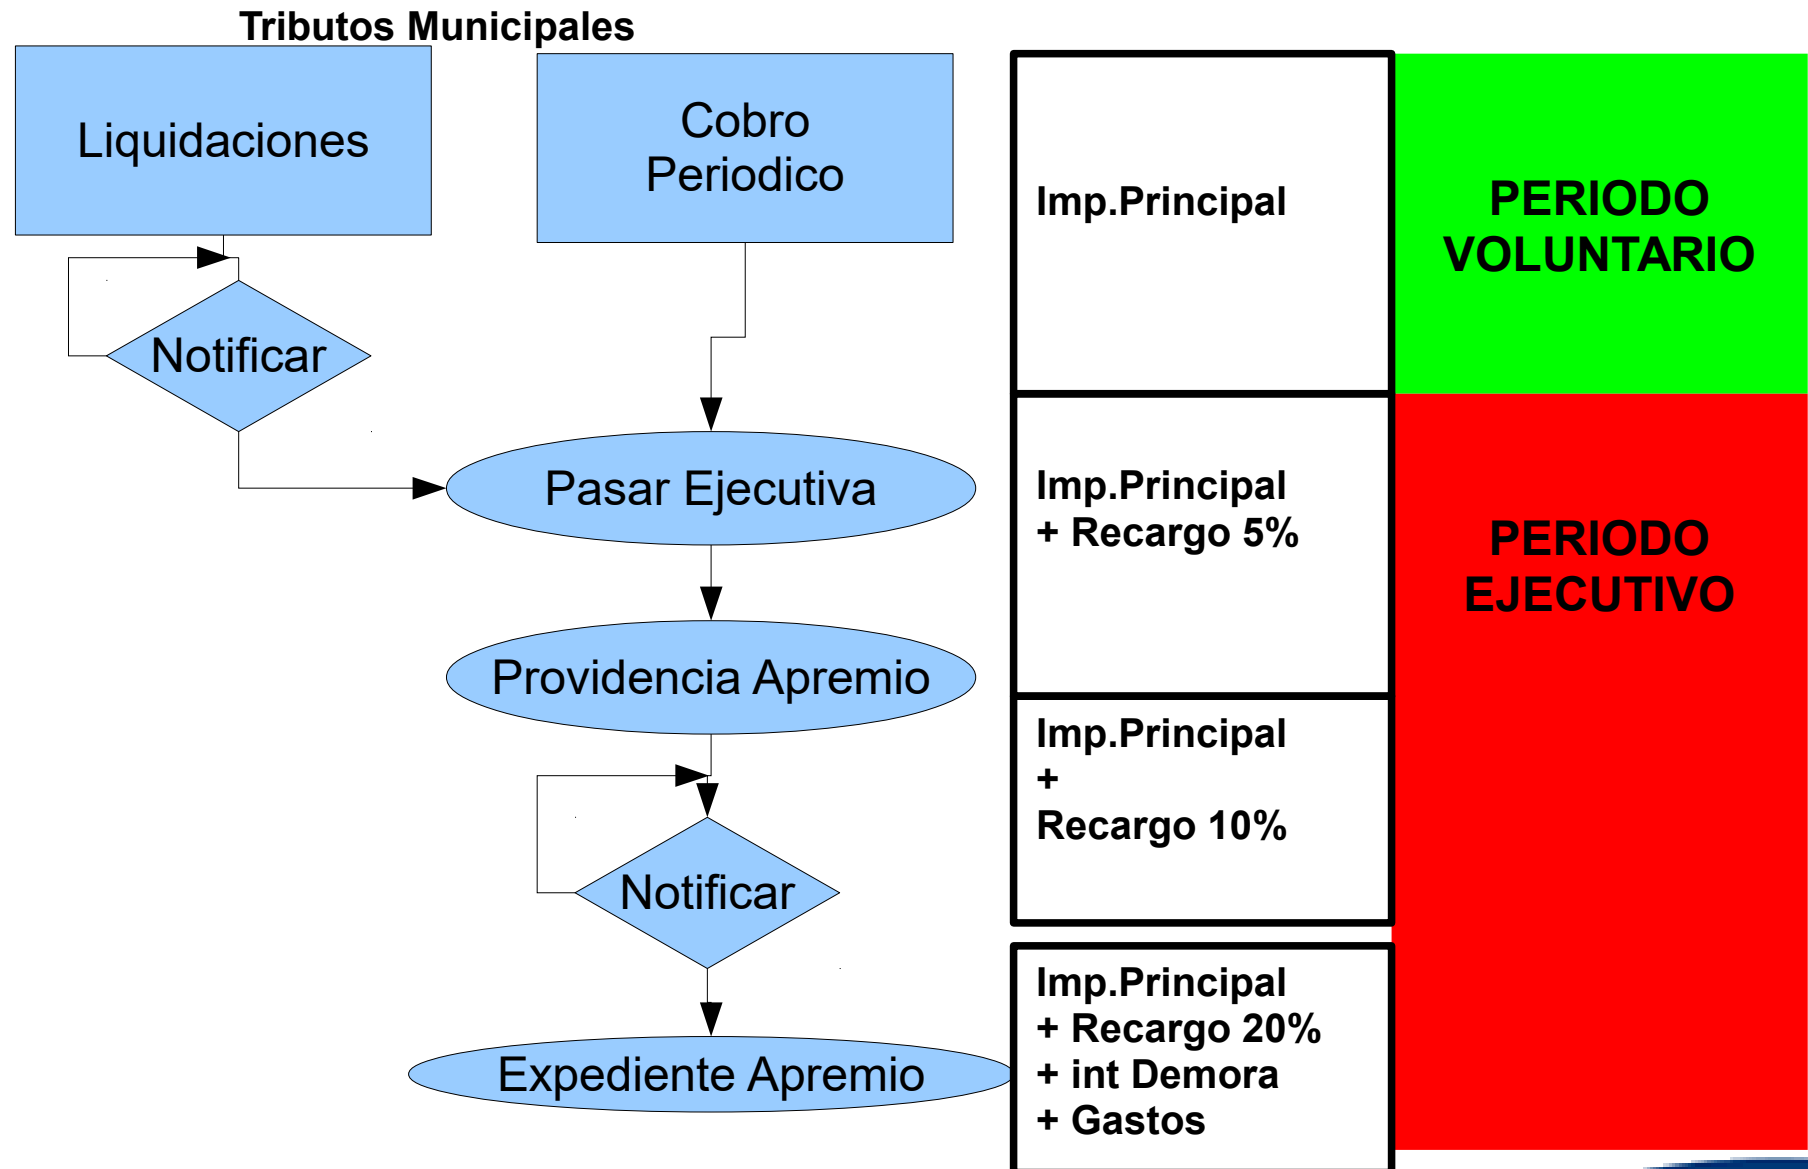 Tributos Municipales
Liquidaciones
Cobro
Periodico
Notificar
Pasar Ejecutiva
Providencia Apremio
Notificar
Expediente Apremio
Imp.Principal
PERIODO
VOLUNTARIO
Imp.Principal
+ Recargo 5%
PERIODO
EJECUTIVO
Imp.Principal
+
Recargo 10%
Imp.Principal
+ Recargo 20%
+ int Demora
+ Gastos